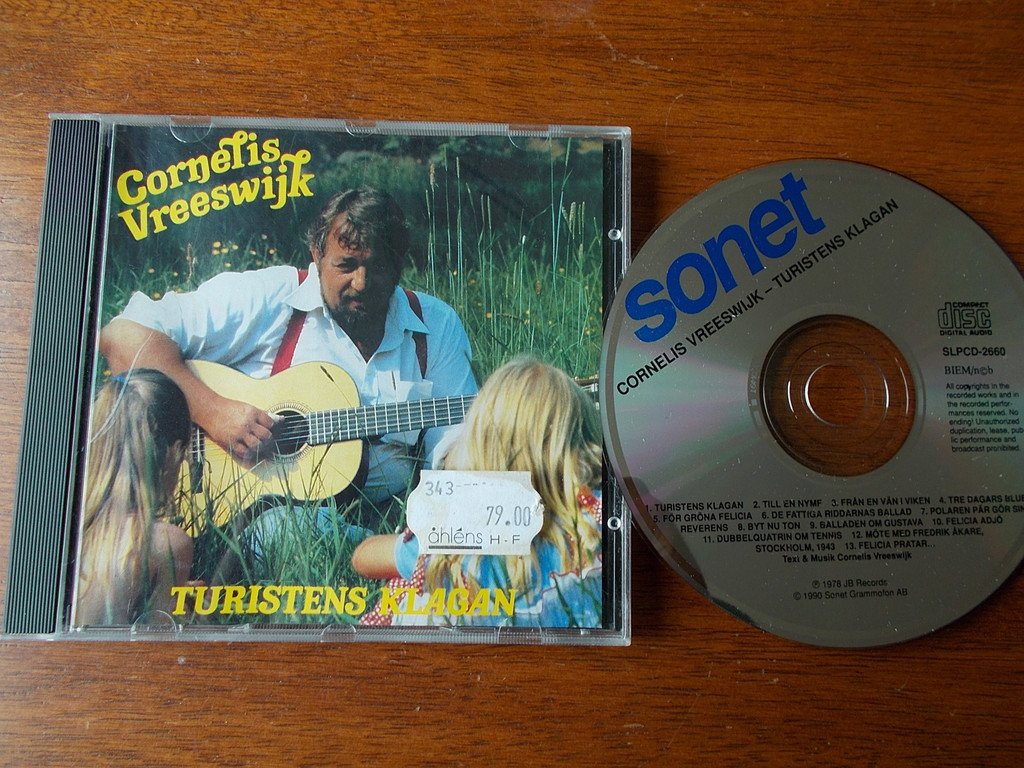 Cornelis
Vreeswijk
343
79.00
åhléns H-F
TURISTENS KLAGAN
sonet
CORNELIS VREESWIJK – TURISTENS KLAGAN
COMPACT
disc
DIGITAL AUDIO
SLPCD-2660
BIEM/n©b
All copyrights in the
recorded works and in
the recorded perfor-
mances reserved. No
ending! Unauthorized
duplication, lease, pub-
lic performance and
broadcast prohibited.
1. TURISTENS KLAGAN 2. TILL EN NYMF 3. FRÅN EN VÄN I VIKEN 4. TRE DAGARS BLUE
5. FÖR GRÖNA FELICIA 6. DE FATTIGA RIDDARNAS BALLAD 7. POLAREN PÄR GÖR SIN
REVERENS 8. BYT NU TON 9. BALLADEN OM GUSTAVA 10. FELICIA ADJÖ
11. DUBBELQUATRIN OM TENNIS 12. MÖTE MED FREDRIK ÅKARE,
STOCKHOLM, 1943 13. FELICIA PRATAR...
Text & Musik Cornelis Vreeswijk
℗ 1978 JB Records
© 1990 Sonet Grammofon AB